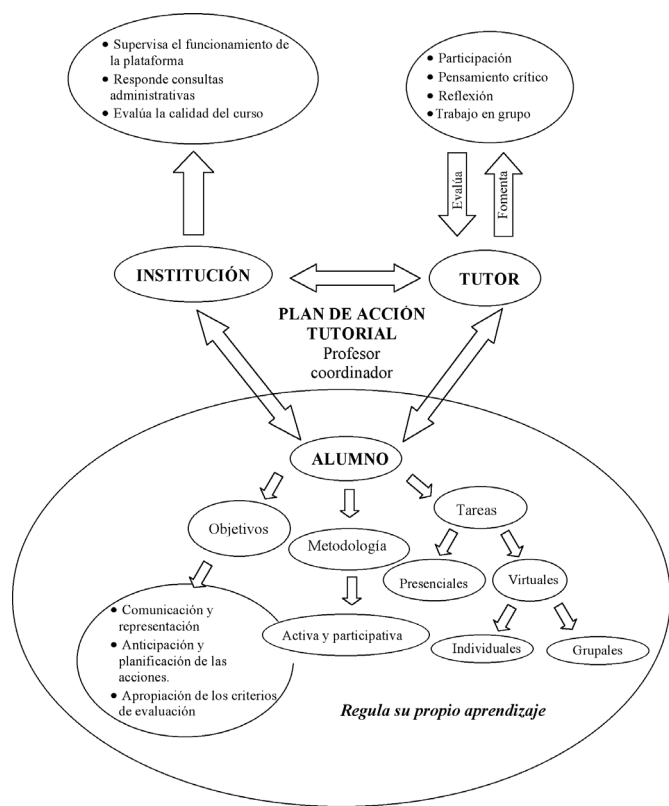 ● Supervisa el funcionamiento de
la plataforma
● Responde consultas
administrativas
● Evalúa la calidad del curso
● Participación
● Pensamiento crítico
● Reflexión
● Trabajo en grupo
Evalúa
Fomenta
INSTITUCIÓN
TUTOR
PLAN DE ACCIÓN
TUTORIAL
Profesor
coordinador
ALUMNO
Objetivos
Metodología
Tareas
Presenciales
Virtuales
● Comunicación y
representación
● Anticipación y
planificación de las
acciones.
● Apropiación de los criterios
de evaluación
Activa y participativa
Individuales
Grupales
Regula su propio aprendizaje